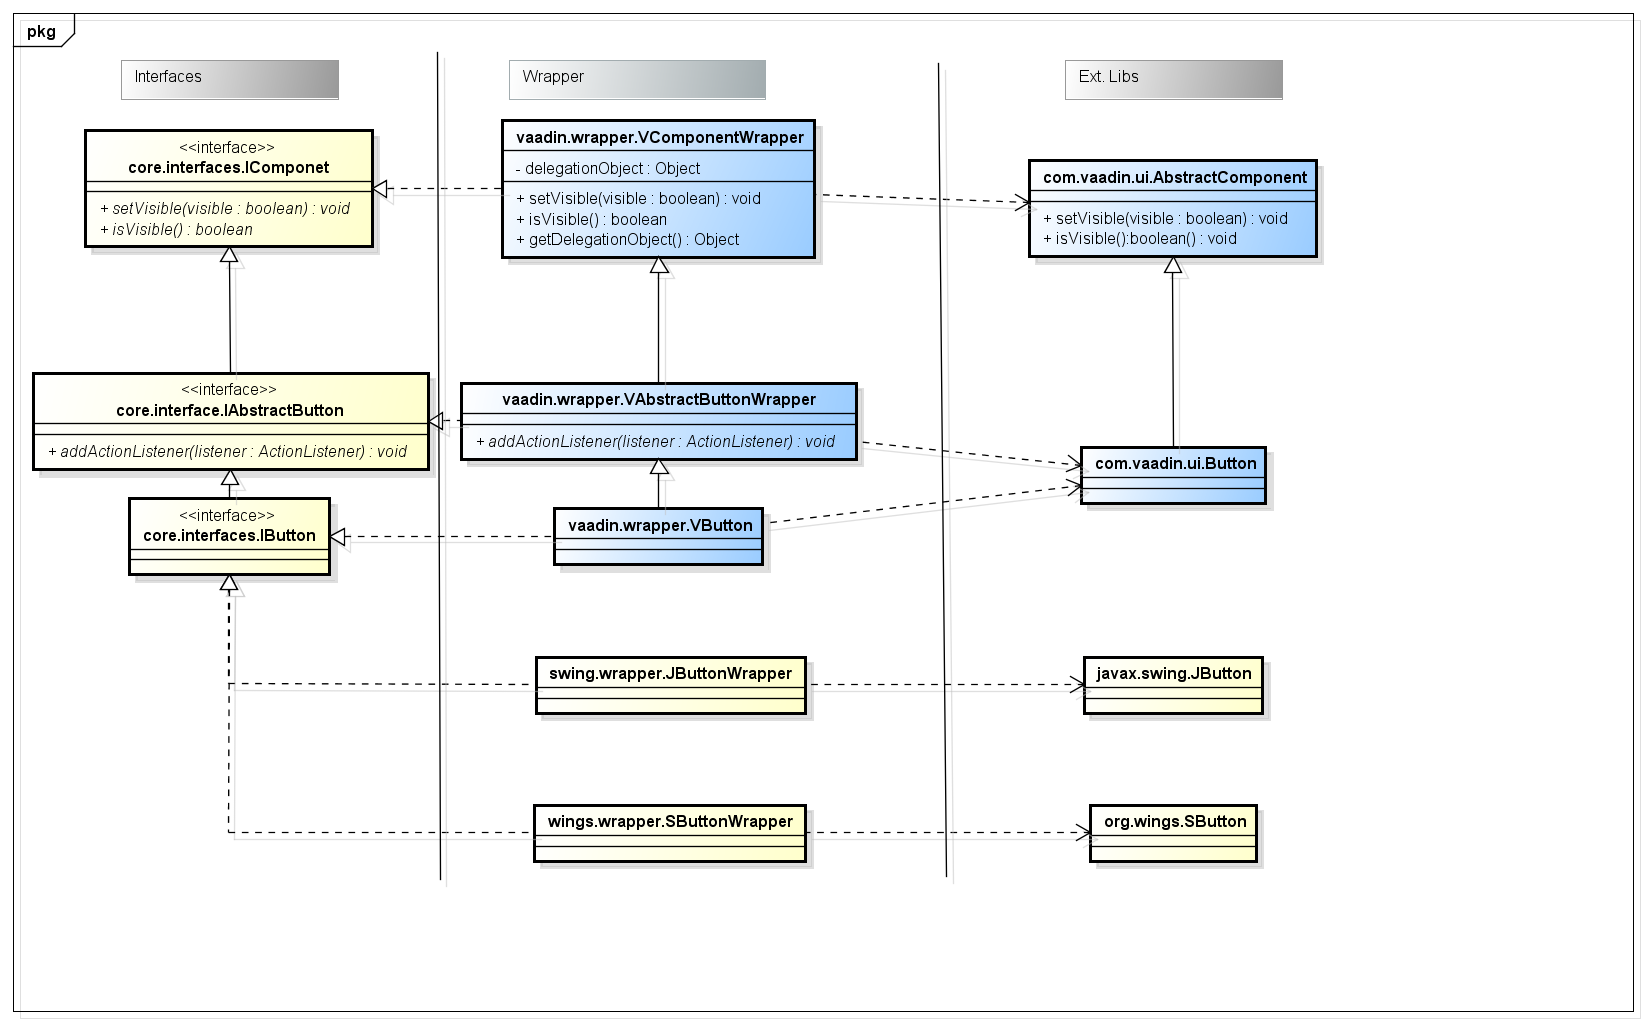 pkg
Interfaces
Wrapper
Ext. Libs
<<interface>>
core.interfaces.IComponet
+ setVisible(visible : boolean) : void
+ isVisible() : boolean
vaadin.wrapper.VComponentWrapper
- delegationObject : Object
+ setVisible(visible : boolean) : void
+ isVisible() : boolean
+ getDelegationObject() : Object
com.vaadin.ui.AbstractComponent
+ setVisible(visible : boolean) : void
+ isVisible():boolean() : void
<<interface>>
core.interface.IAbstractButton
+ addActionListener(listener : ActionListener) : void
vaadin.wrapper.VAbstractButtonWrapper
+ addActionListener(listener : ActionListener) : void
com.vaadin.ui.Button
<<interface>>
core.interfaces.IButton
vaadin.wrapper.VButton
swing.wrapper.JButtonWrapper
javax.swing.JButton
wings.wrapper.SButtonWrapper
org.wings.SButton